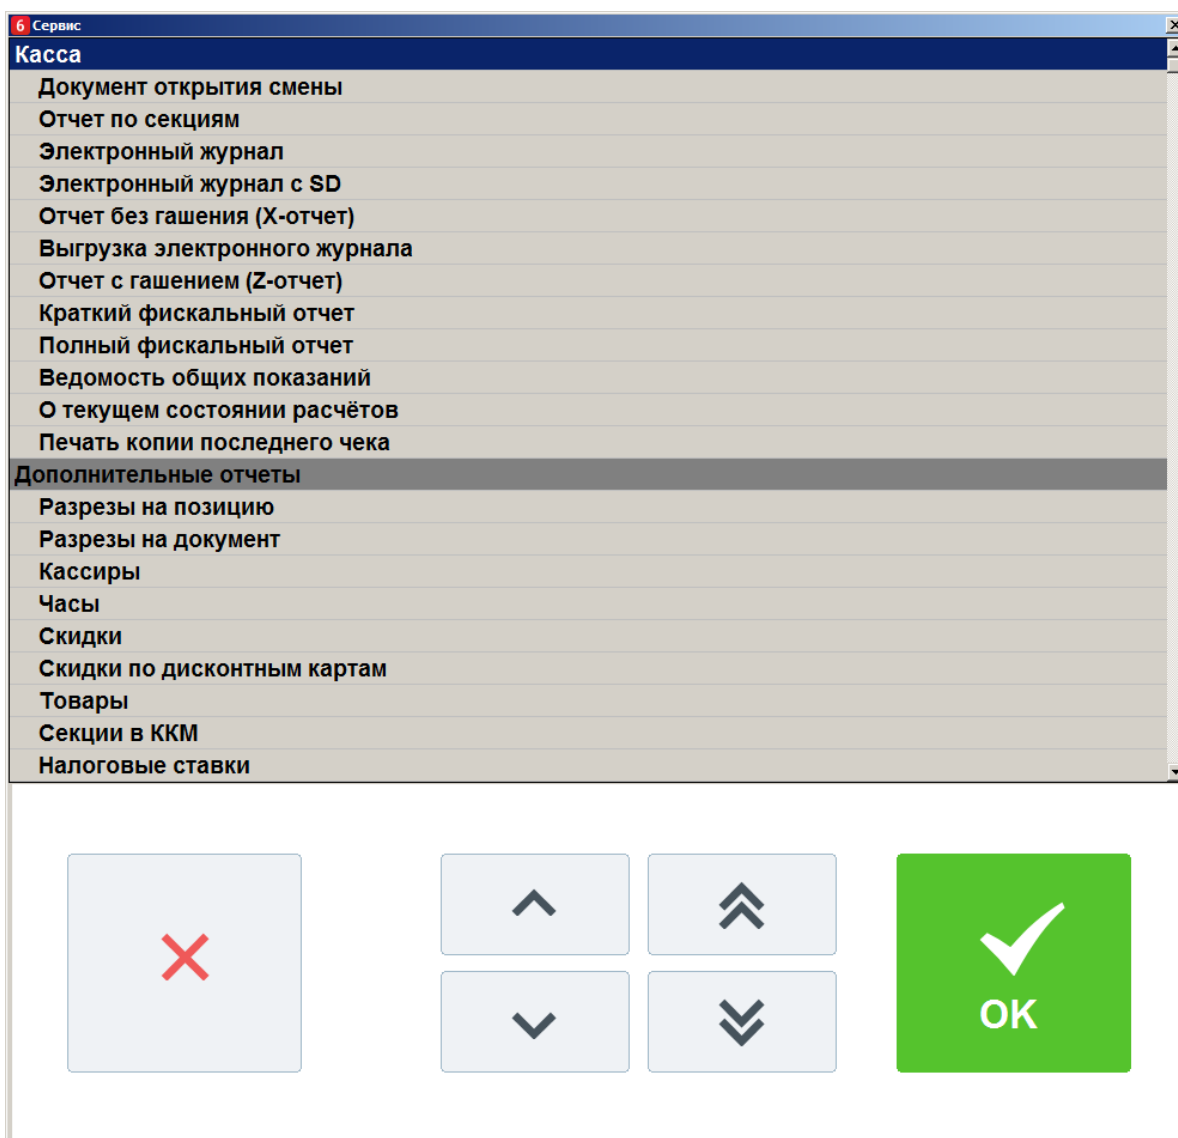 6 Сервис
Касса
Документ открытия смены
Отчет по секциям
Электронный журнал
Электронный журнал с SD
Отчет без гашения (X-отчет)
Выгрузка электронного журнала
Отчет с гашением (Z-отчет)
Краткий фискальный отчет
Полный фискальный отчет
Ведомость общих показаний
О текущем состоянии расчётов
Печать копии последнего чека
Дополнительные отчеты
Разрезы на позицию
Разрезы на документ
Кассиры
Часы
Скидки
Скидки по дисконтным картам
Товары
Секции в ККМ
Налоговые ставки
OK